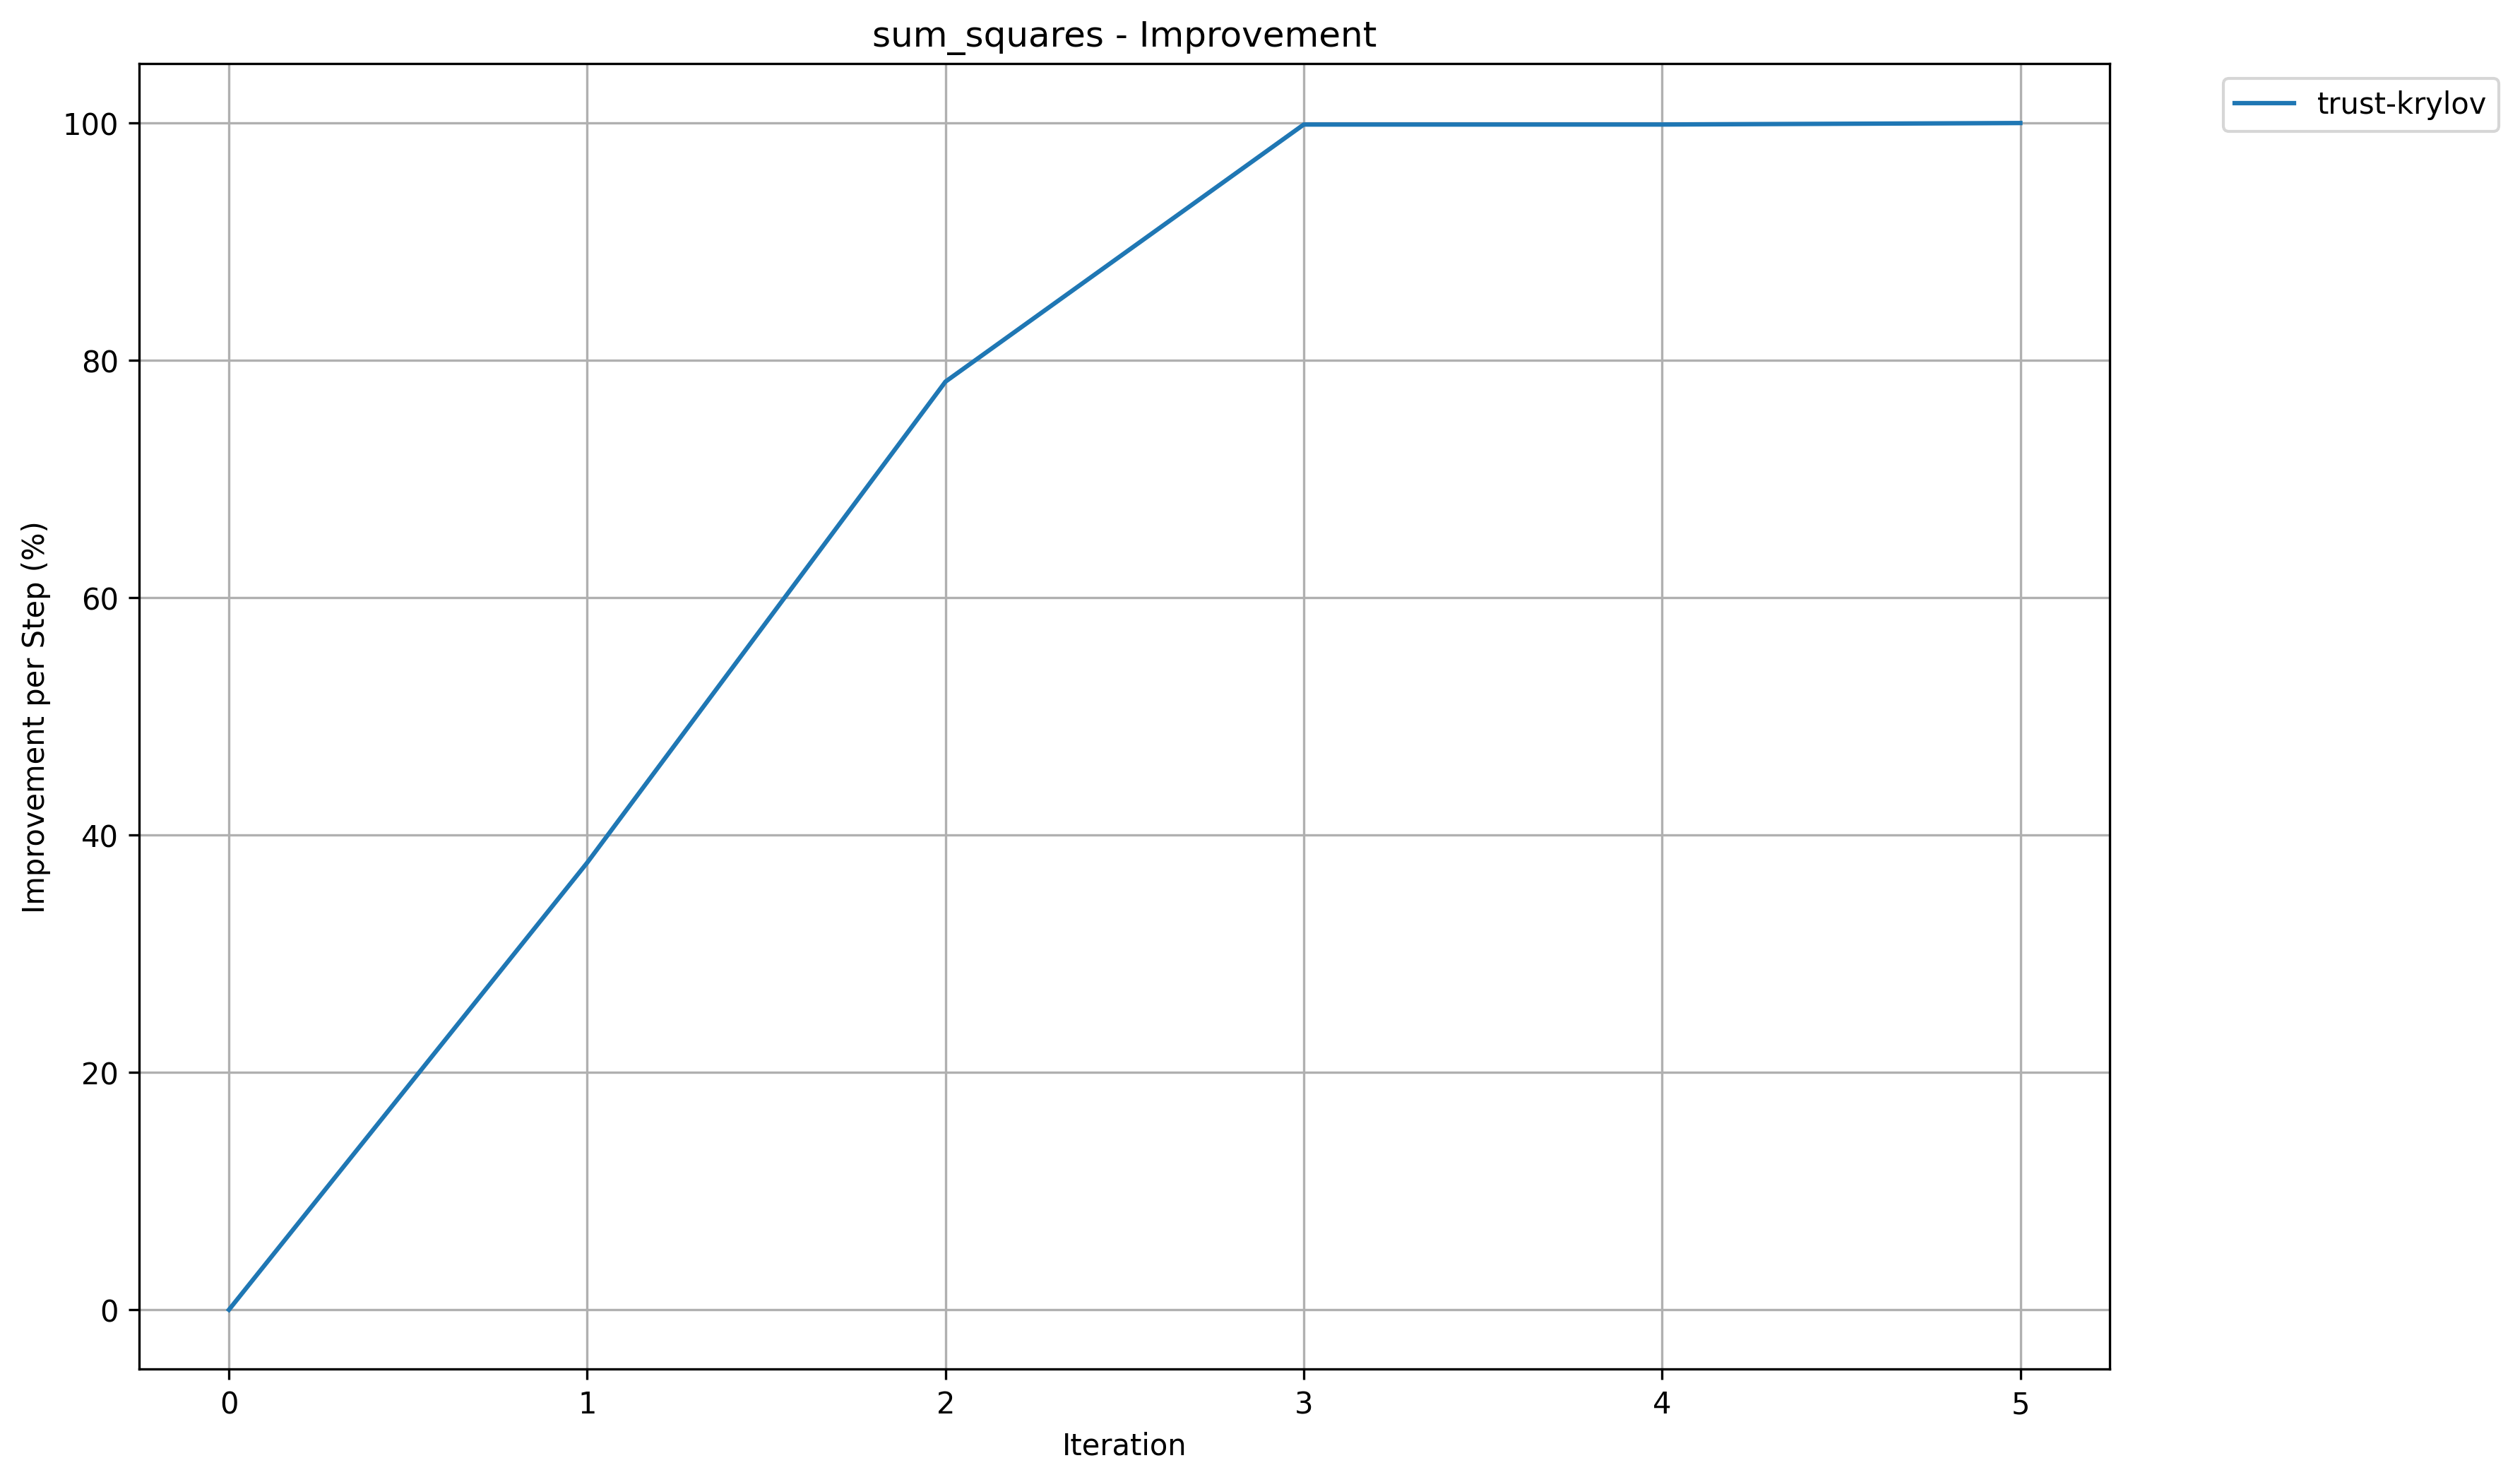 sum_squares - Improvement
trust-krylov
Improvement per Step (%)
100
80
60
40
20
0
0 1 2 3 4 5
Iteration